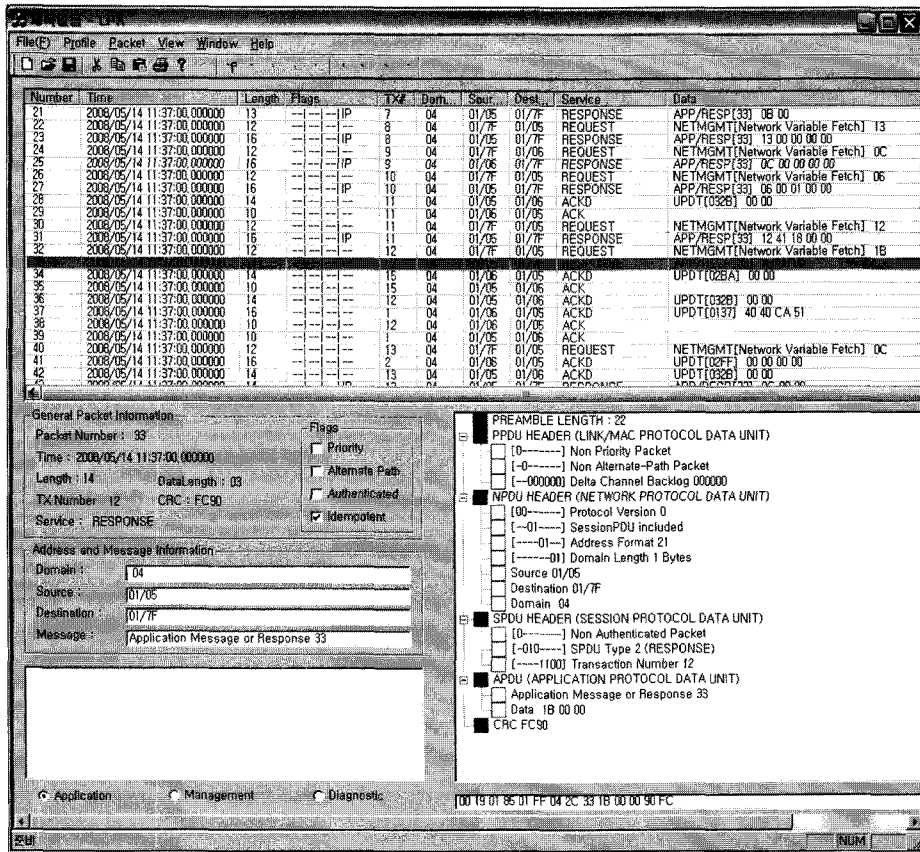 File(F) Profile Packet View Window Help
Number Time Length Flags TX# Dom... Sour... Dest... Service Data
21 2008/05/14 11:37:00,000000 13 --|--|--|IP 7 04 01/05 01/7F RESPONSE APP/RESP[33] 0B 00
22 2008/05/14 11:37:00,000000 12 --|--|--|-- 8 04 01/7F 01/05 REQUEST NETMGMT[Network Variable Fetch] 13
23 2008/05/14 11:37:00,000000 16 --|--|--|IP 8 04 01/05 01/7F RESPONSE APP/RESP[33] 13 00 00 00
24 2008/05/14 11:37:00,000000 12 --|--|--|-- 9 04 01/7F 01/06 REQUEST NETMGMT[Network Variable Fetch] 0C
25 2008/05/14 11:37:00,000000 16 --|--|--|IP 9 04 01/06 01/7F RESPONSE APP/RESP[33] 0C 00 00 00 00
26 2008/05/14 11:37:00,000000 12 --|--|--|-- 10 04 01/7F 01/05 REQUEST NETMGMT[Network Variable Fetch] 06
27 2008/05/14 11:37:00,000000 16 --|--|--|IP 10 04 01/05 01/7F RESPONSE APP/RESP[33] 06 00 01 00 00
28 2008/05/14 11:37:00,000000 14 --|--|--|-- 11 04 01/05 01/06 ACKD UPDT[032B] 00 00
29 2008/05/14 11:37:00,000000 10 --|--|--|-- 11 04 01/06 01/05 ACK
30 2008/05/14 11:37:00,000000 12 --|--|--|-- 11 04 01/7F 01/05 REQUEST NETMGMT[Network Variable Fetch] 12
31 2008/05/14 11:37:00,000000 16 --|--|--|IP 11 04 01/05 01/7F RESPONSE APP/RESP[33] 12 41 18 00 00
32 2008/05/14 11:37:00,000000 12 --|--|--|-- 12 04 01/7F 01/05 REQUEST NETMGMT[Network Variable Fetch] 1B
34 2008/05/14 11:37:00,000000 14 --|--|--|-- 15 04 01/06 01/05 ACKD UPDT[02BA] 00 00
35 2008/05/14 11:37:00,000000 10 --|--|--|-- 15 04 01/05 01/06 ACK
36 2008/05/14 11:37:00,000000 14 --|--|--|-- 12 04 01/05 01/06 ACKD UPDT[032B] 00 00
37 2008/05/14 11:37:00,000000 16 --|--|--|-- 1 04 01/06 01/05 ACKD UPDT[0137] 40 40 CA 51
38 2008/05/14 11:37:00,000000 10 --|--|--|-- 12 04 01/06 01/05 ACK
39 2008/05/14 11:37:00,000000 10 --|--|--|-- 1 04 01/05 01/06 ACK
40 2008/05/14 11:37:00,000000 12 --|--|--|-- 13 04 01/7F 01/05 REQUEST NETMGMT[Network Variable Fetch] 0C
41 2008/05/14 11:37:00,000000 16 --|--|--|-- 2 04 01/06 01/05 ACKD UPDT[02FF] 00 00 00 00
42 2008/05/14 11:37:00,000000 14 --|--|--|-- 13 04 01/05 01/06 ACKD UPDT[032B] 00 00
General Packet Information
Packet Number : 33
Time : 2008/05/14 11:37:00,000000
Length : 14 DataLength : 03
TX Number 12 CRC : FC90
Service : RESPONSE
Flags
Priority
Alternate Path
Authenticated
Idempotent
Address and Message Information
Domain : 04
Source : 01/05
Destination : 01/7F
Message : Application Message or Response 33
Application Management Diagnostic
PREAMBLE LENGTH : 22
PPDU HEADER (LINK/MAC PROTOCOL DATA UNIT)
[0-------] Non Priority Packet
[-0------] Non Alternate-Path Packet
[--000000] Delta Channel Backlog 000000
NPDU HEADER (NETWORK PROTOCOL DATA UNIT)
[00------] Protocol Version 0
[--01----] SessionPDU included
[----01--] Address Format 21
[------01] Domain Length 1 Bytes
Source 01/05
Destination 01/7F
Domain 04
SPDU HEADER (SESSION PROTOCOL DATA UNIT)
[0-------] Non Authenticated Packet
[-010----] SPDU Type 2 (RESPONSE)
[----1100] Transaction Number 12
APDU (APPLICATION PROTOCOL DATA UNIT)
Application Message or Response 33
Data 1B 00 00
CRC FC90
00 19 01 85 01 FF 04 2C 33 1B 00 00 90 FC
준비 NUM